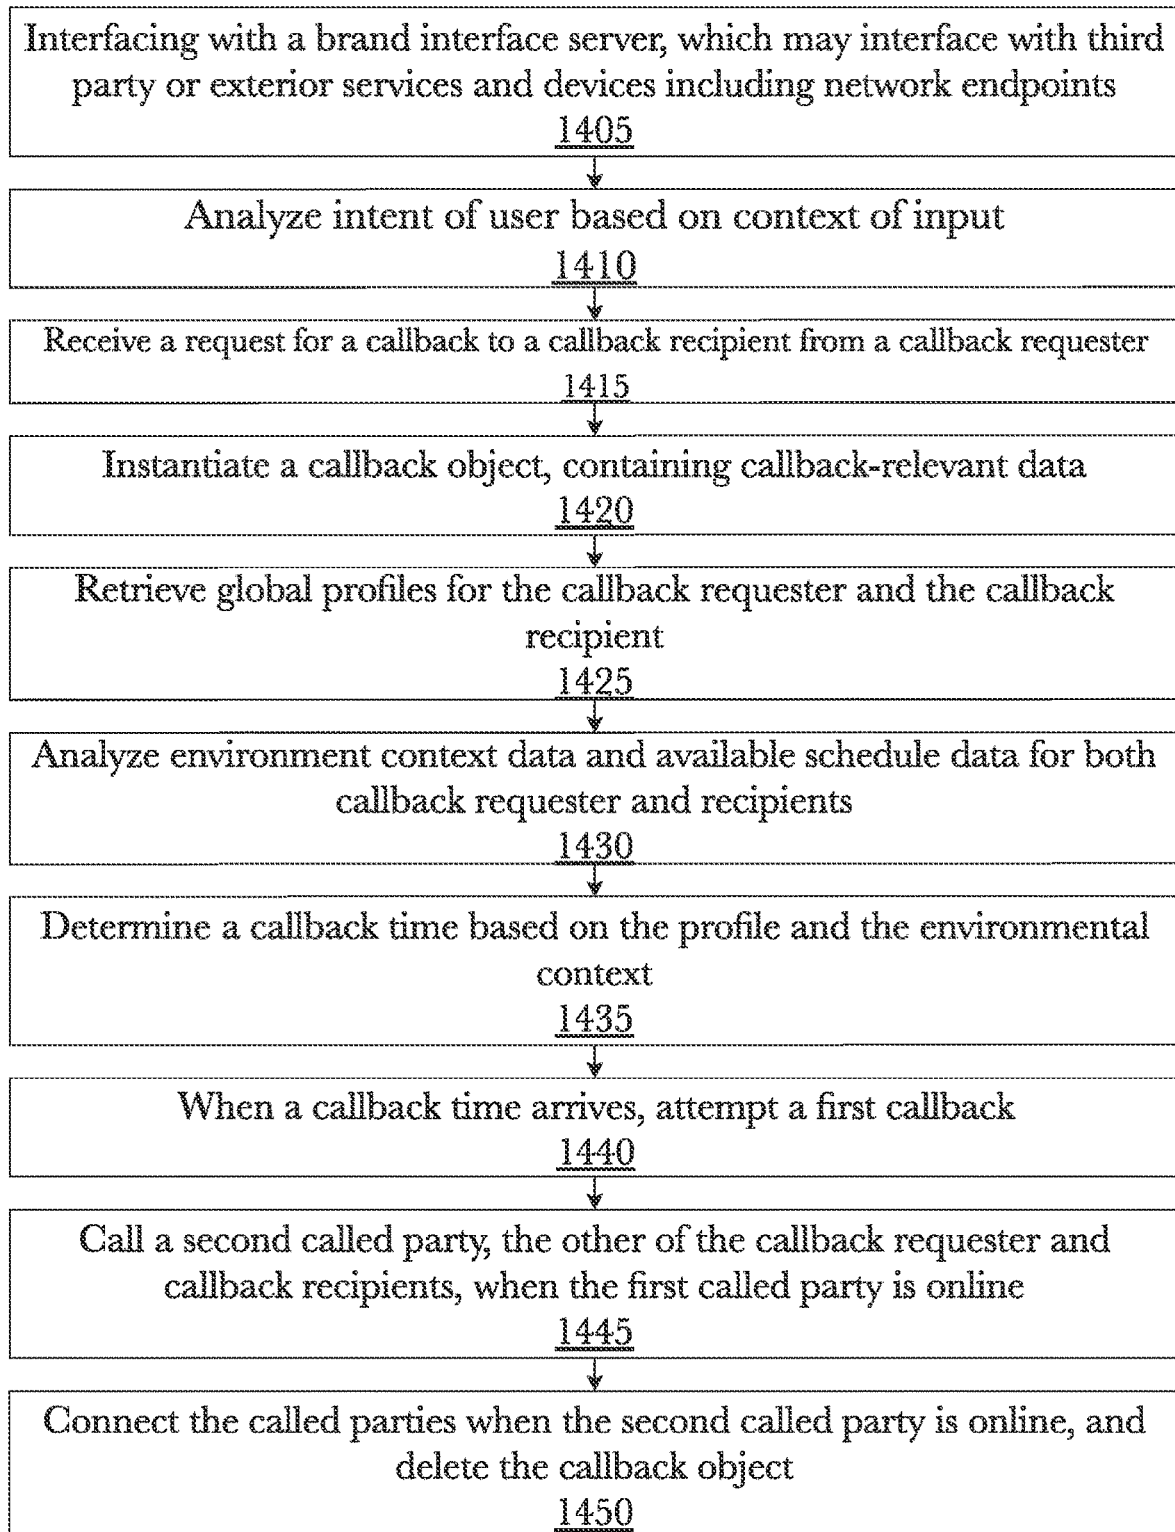 Interfacing with a brand interface server, which may interface with third
party or exterior services and devices including network endpoints
1405
Analyze intent of user based on context of input
1410
Receive a request for a callback to a callback recipient from a callback requester
1415
Instantiate a callback object, containing callback-relevant data
1420
Retrieve global profiles for the callback requester and the callback
recipient
1425
Analyze environment context data and available schedule data for both
callback requester and recipients
1430
Determine a callback time based on the profile and the environmental
context
1435
When a callback time arrives, attempt a first callback
1440
Call a second called party, the other of the callback requester and
callback recipients, when the first called party is online
1445
Connect the called parties when the second called party is online, and
delete the callback object
1450